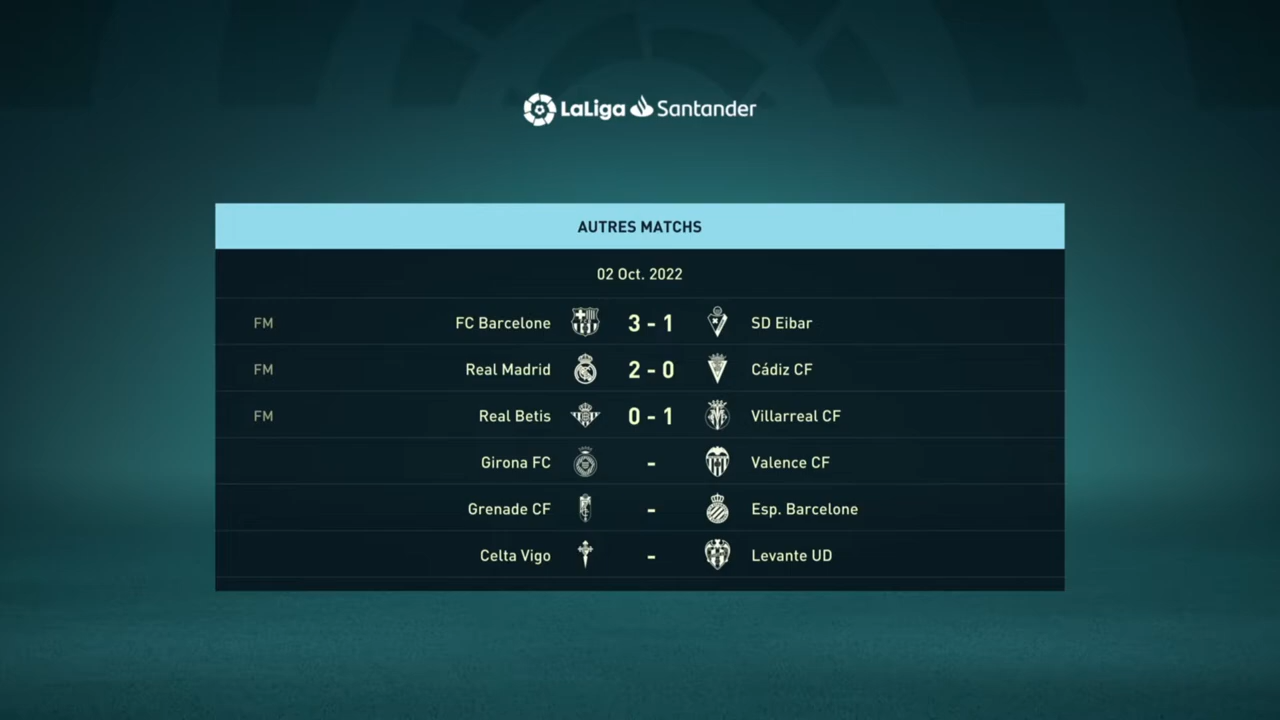 LaLiga Santander
AUTRES MATCHS
02 Oct. 2022
FM FC Barcelone 3 - 1 SD Eibar
FM Real Madrid 2 - 0 Cádiz CF
FM Real Betis 0 - 1 Villarreal CF
Girona FC - Valence CF
Grenade CF - Esp. Barcelone
Celta Vigo - Levante UD